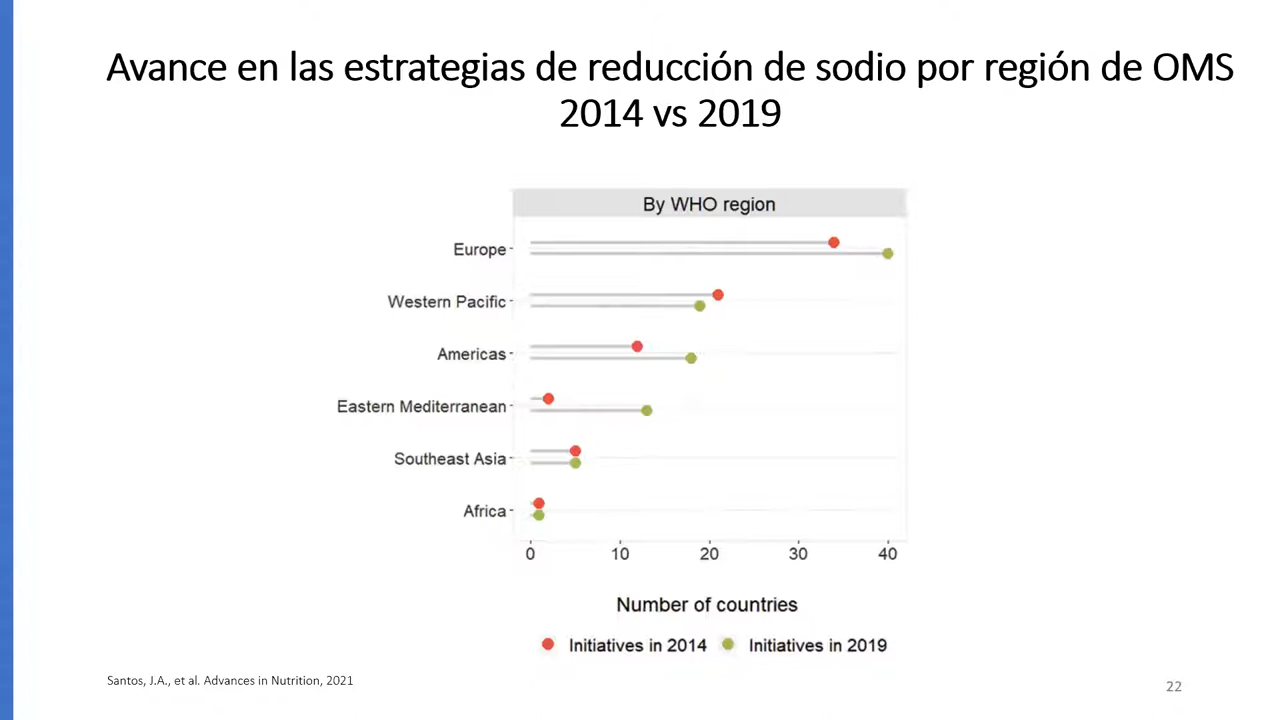 Avance en las estrategias de reducción de sodio por región de OMS
2014 vs 2019
By WHO region
Europe
Western Pacific
Americas
Eastern Mediterranean
Southeast Asia
Africa
0 10 20 30 40
Number of countries
Initiatives in 2014 Initiatives in 2019
Santos, J.A., et al. Advances in Nutrition, 2021
22